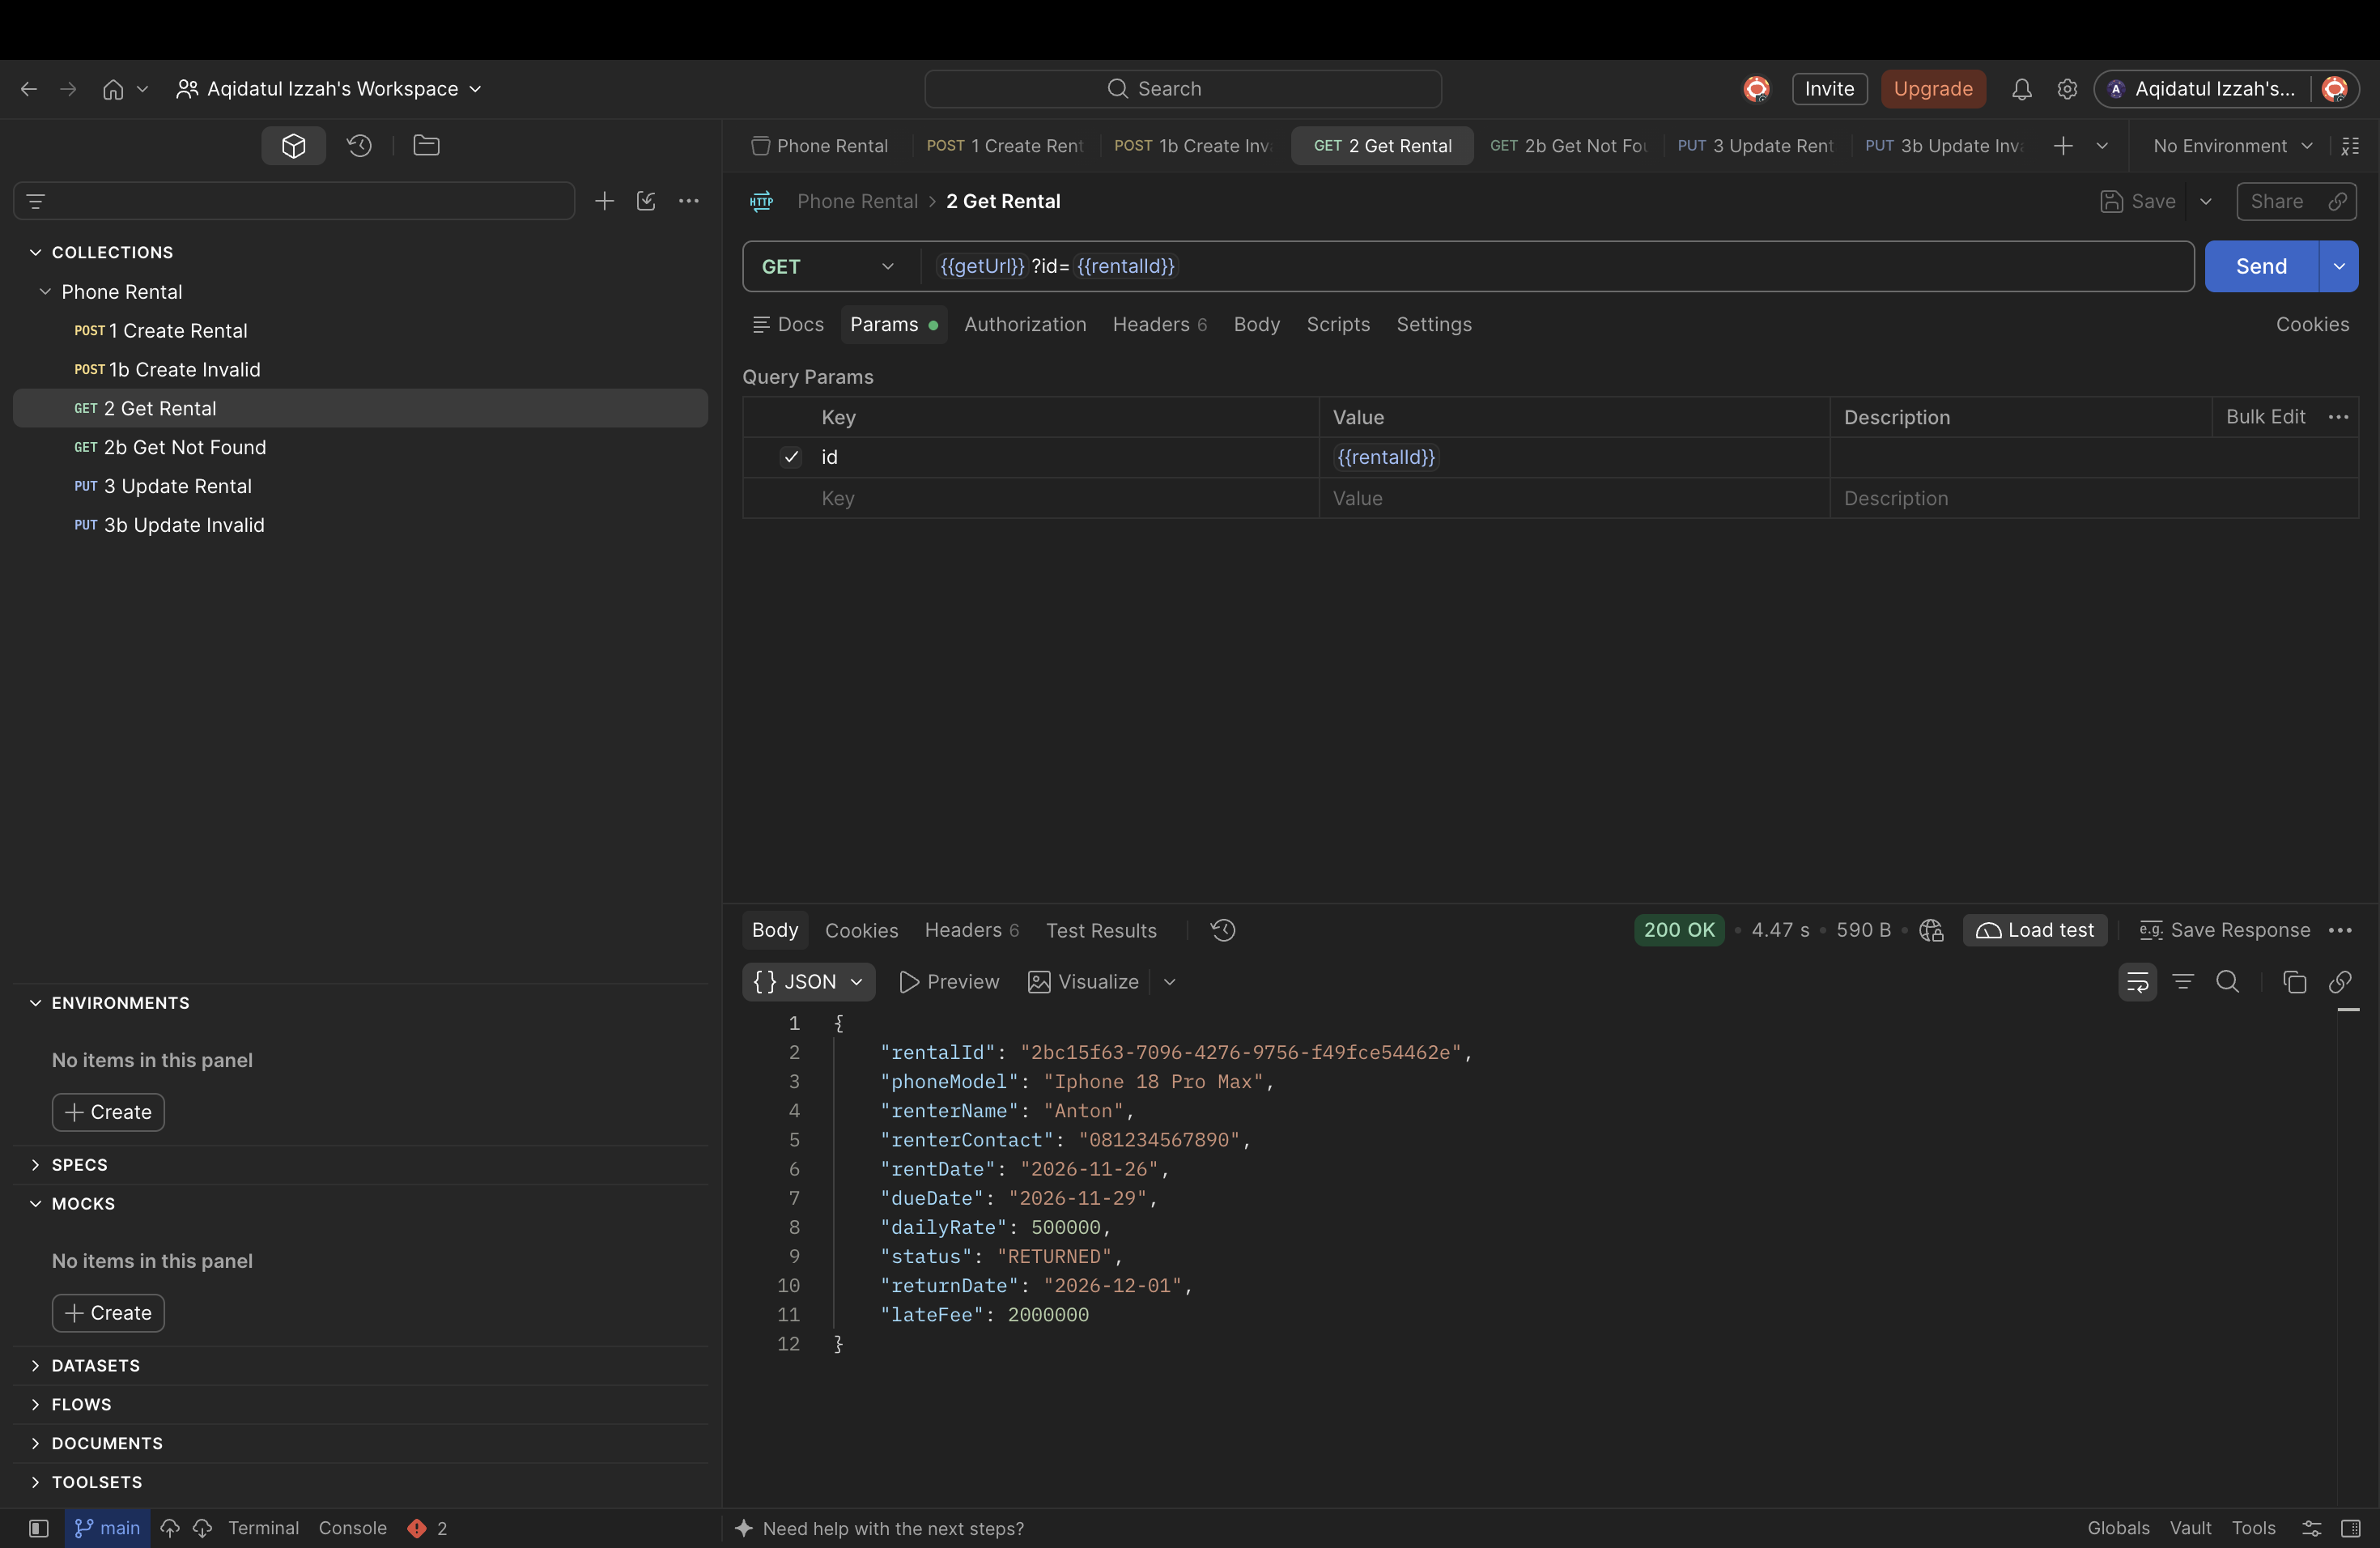 Aqidatul Izzah's Workspace
Search
Invite
Upgrade
A
Aqidatul Izzah's...
COLLECTIONS
Phone Rental
POST 1 Create Rental
POST 1b Create Invalid
GET 2 Get Rental
GET 2b Get Not Found
PUT 3 Update Rental
PUT 3b Update Invalid
ENVIRONMENTS
No items in this panel
+ Create
SPECS
MOCKS
No items in this panel
+ Create
DATASETS
FLOWS
DOCUMENTS
TOOLSETS
Phone Rental
POST 1 Create Rent
POST 1b Create Inv
GET 2 Get Rental
GET 2b Get Not Fou
PUT 3 Update Rent
PUT 3b Update Inva
No Environment
HTTP Phone Rental > 2 Get Rental
Save
Share
GET
{{getUrl}} ?id= {{rentalId}}
Send
Docs
Params
Authorization
Headers 6
Body
Scripts
Settings
Cookies
Query Params
Key Value Description Bulk Edit
id {{rentalId}}
Key Value Description
Body
Cookies
Headers 6
Test Results
200 OK
4.47 s
590 B
Load test
e.g. Save Response
{} JSON
Preview
Visualize
1 {
2 "rentalId": "2bc15f63-7096-4276-9756-f49fce54462e",
3 "phoneModel": "Iphone 18 Pro Max",
4 "renterName": "Anton",
5 "renterContact": "081234567890",
6 "rentDate": "2026-11-26",
7 "dueDate": "2026-11-29",
8 "dailyRate": 500000,
9 "status": "RETURNED",
10 "returnDate": "2026-12-01",
11 "lateFee": 2000000
12 }
main
Terminal
Console
2
Need help with the next steps?
Globals
Vault
Tools